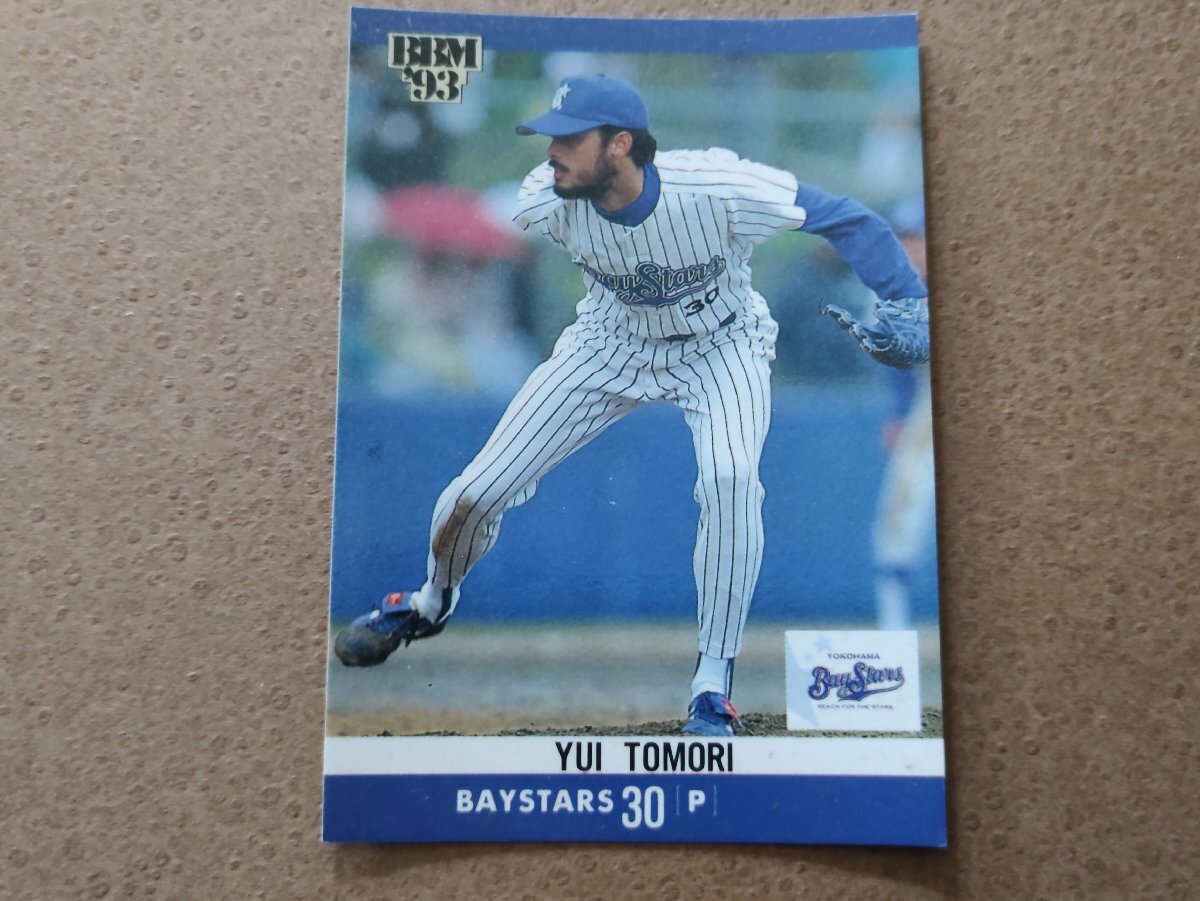 BBM
'93
BayStars
30
YOKOHAMA
BayStars
REACH FOR THE STARS
YUI TOMORI
BAYSTARS 30 P